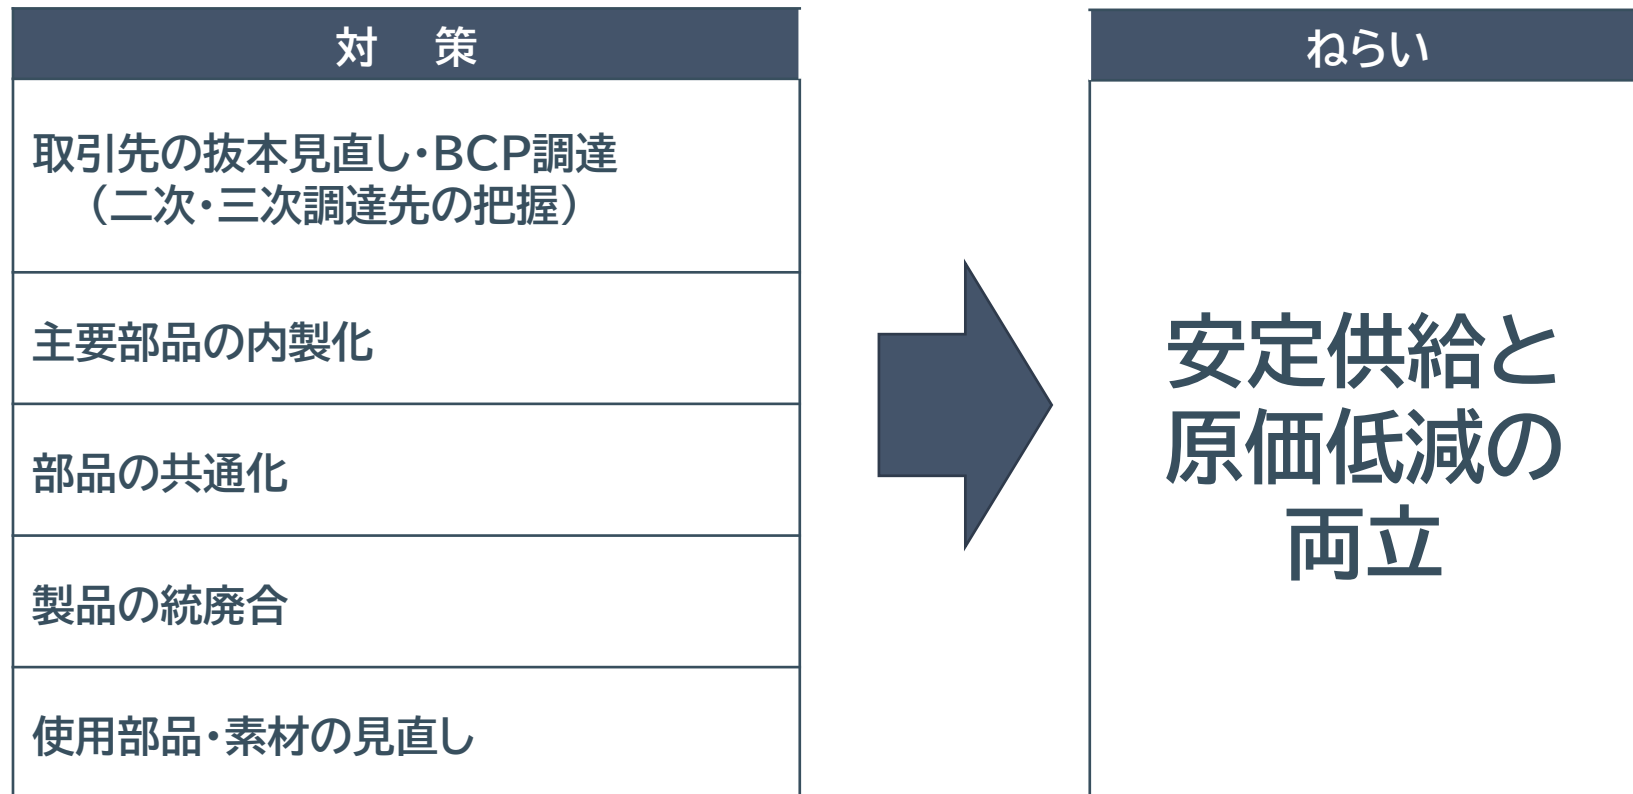 対　策
取引先の抜本見直し・BCP調達
（二次・三次調達先の把握）
主要部品の内製化
部品の共通化
製品の統廃合
使用部品・素材の見直し
ねらい
安定供給と
原価低減の
両立